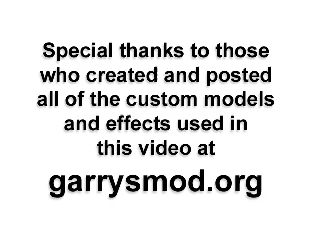 Special thanks to those
who created and posted
all of the custom models
and effects used in
this video at
garrysmod.org